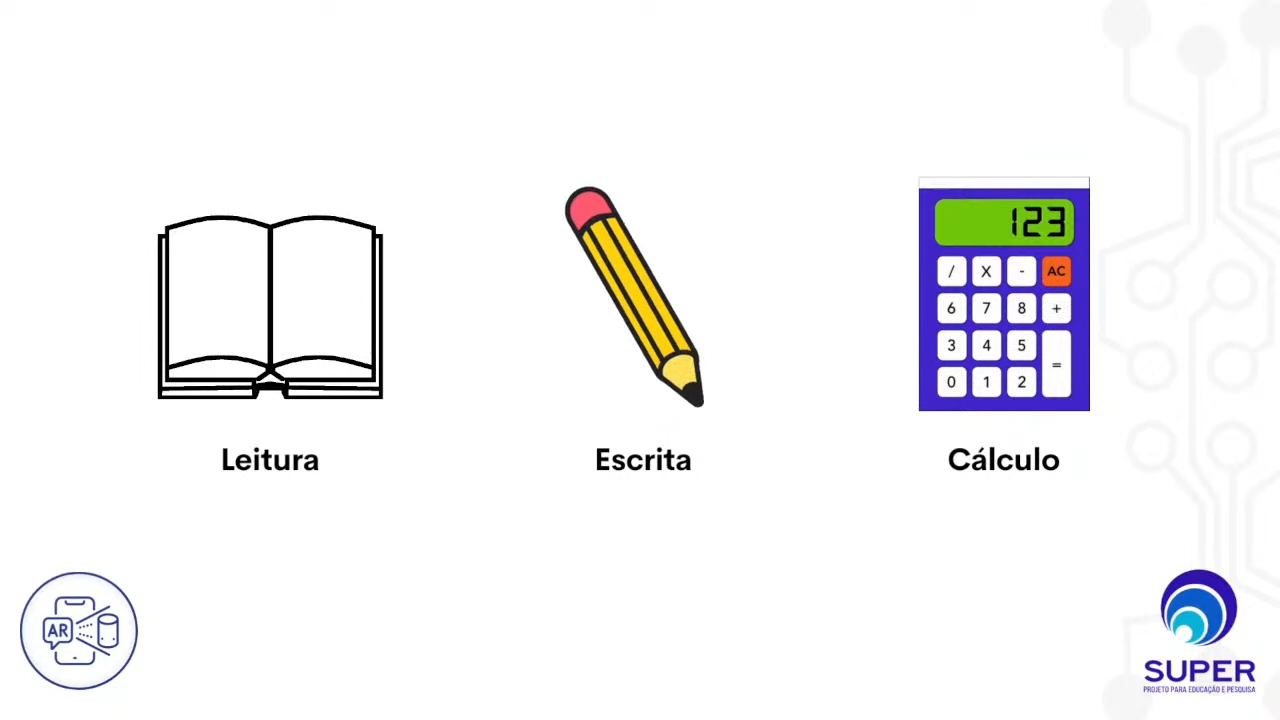 123
/ X - AC
6 7 8 +
3 4 5
=
0 1 2
Leitura
Escrita
Cálculo
AR
SUPER
PROJETO PARA EDUCAÇÃO E PESQUISA